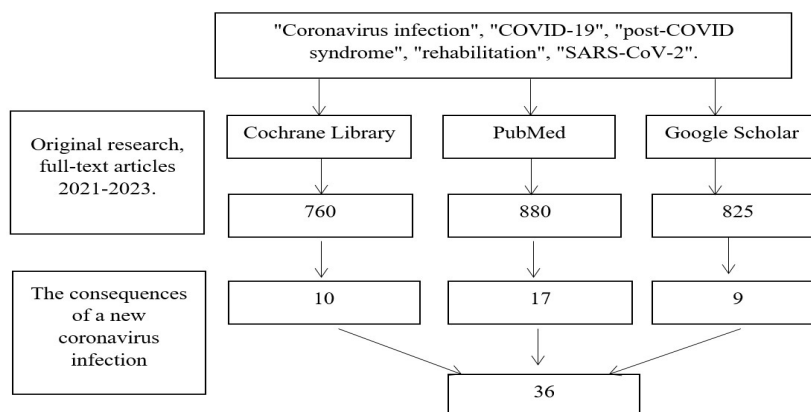 "Coronavirus infection", "COVID-19", "post-COVID
syndrome", "rehabilitation", "SARS-CoV-2".
Original research,
full-text articles
2021-2023.
Cochrane Library
PubMed
Google Scholar
760
880
825
The consequences
of a new
coronavirus
infection
10
17
9
36